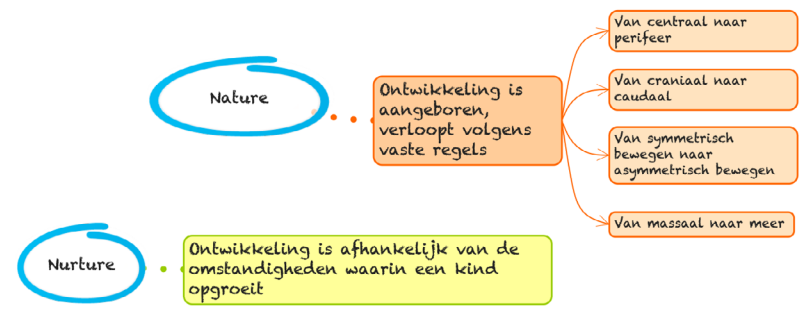 Nature
Ontwikkeling is
aangeboren,
verloopt volgens
vaste regels
Van centraal naar
perifeer
Van craniaal naar
caudaal
Van symmetrisch
bewegen naar
asymmetrisch bewegen
Van massaal naar meer
Nurture
Ontwikkeling is afhankelijk van de
omstandigheden waarin een kind
opgroeit